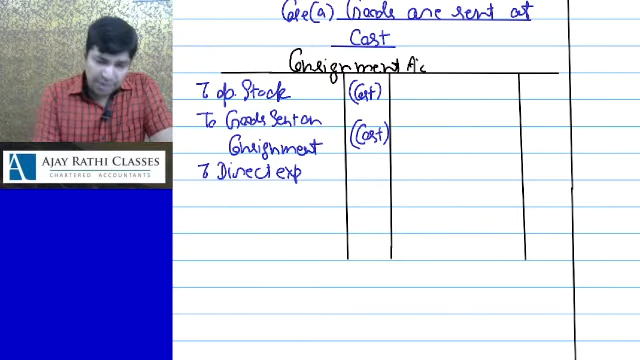 Case(a) Goods are sent at
Cost
Consignment A/c
To op. Stock (Cost)
To Goods Sent on
Consignment (Cost)
To Direct exp
AJAY RATHI CLASSES
CHARTERED ACCOUNTANTS